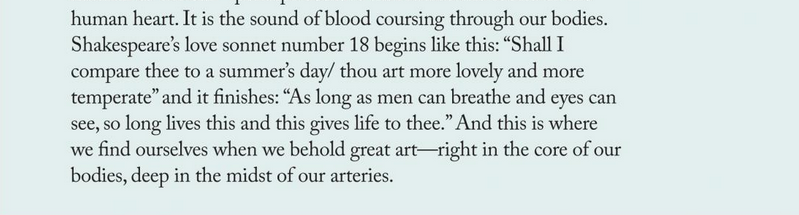 human heart. It is the sound of blood coursing through our bodies.
Shakespeare’s love sonnet number 18 begins like this: “Shall I
compare thee to a summer’s day/ thou art more lovely and more
temperate” and it finishes: “As long as men can breathe and eyes can
see, so long lives this and this gives life to thee.” And this is where
we find ourselves when we behold great art—right in the core of our
bodies, deep in the midst of our arteries.